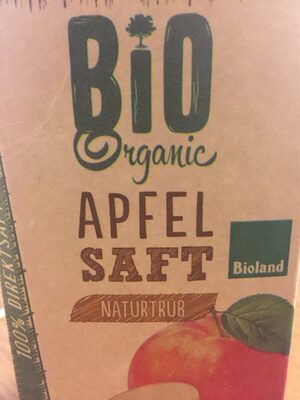 BiO
Organic
APFEL
SAFT
NATURTRÜB
Bioland
100% DIREKTSAFT